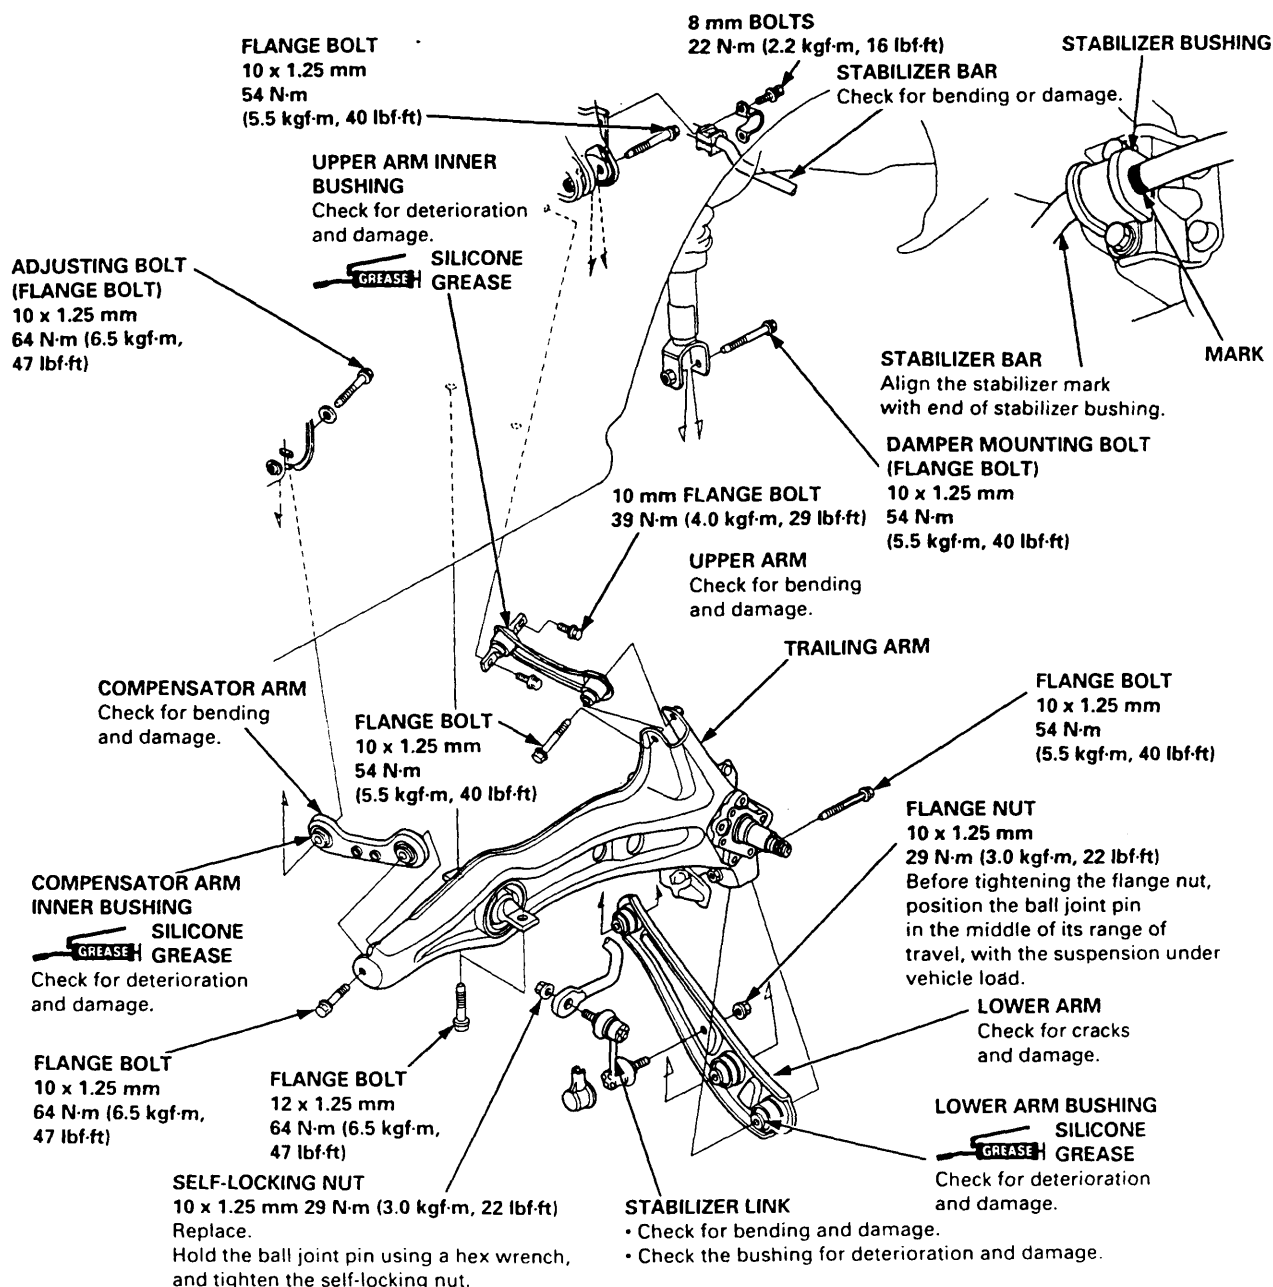 8 mm BOLTS
22 N·m (2.2 kgf·m, 16 lbf·ft)
FLANGE BOLT
10 x 1.25 mm
54 N·m
(5.5 kgf·m, 40 lbf·ft)
STABILIZER BUSHING
STABILIZER BAR
Check for bending or damage.
UPPER ARM INNER
BUSHING
Check for deterioration
and damage.
SILICONE
GREASE GREASE
ADJUSTING BOLT
(FLANGE BOLT)
10 x 1.25 mm
64 N·m (6.5 kgf·m,
47 lbf·ft)
MARK
STABILIZER BAR
Align the stabilizer mark
with end of stabilizer bushing.
DAMPER MOUNTING BOLT
(FLANGE BOLT)
10 x 1.25 mm
54 N·m
(5.5 kgf·m, 40 lbf·ft)
10 mm FLANGE BOLT
39 N·m (4.0 kgf·m, 29 lbf·ft)
UPPER ARM
Check for bending
and damage.
TRAILING ARM
COMPENSATOR ARM
Check for bending
and damage.
FLANGE BOLT
10 x 1.25 mm
54 N·m
(5.5 kgf·m, 40 lbf·ft)
FLANGE BOLT
10 x 1.25 mm
54 N·m
(5.5 kgf·m, 40 lbf·ft)
FLANGE NUT
10 x 1.25 mm
29 N·m (3.0 kgf·m, 22 lbf·ft)
Before tightening the flange nut,
position the ball joint pin
in the middle of its range of
travel, with the suspension under
vehicle load.
COMPENSATOR ARM
INNER BUSHING
SILICONE
GREASE GREASE
Check for deterioration
and damage.
LOWER ARM
Check for cracks
and damage.
FLANGE BOLT
10 x 1.25 mm
64 N·m (6.5 kgf·m,
47 lbf·ft)
FLANGE BOLT
12 x 1.25 mm
64 N·m (6.5 kgf·m,
47 lbf·ft)
LOWER ARM BUSHING
SILICONE
GREASE GREASE
Check for deterioration
and damage.
SELF-LOCKING NUT
10 x 1.25 mm 29 N·m (3.0 kgf·m, 22 lbf·ft)
Replace.
Hold the ball joint pin using a hex wrench,
and tighten the self-locking nut.
STABILIZER LINK
• Check for bending and damage.
• Check the bushing for deterioration and damage.